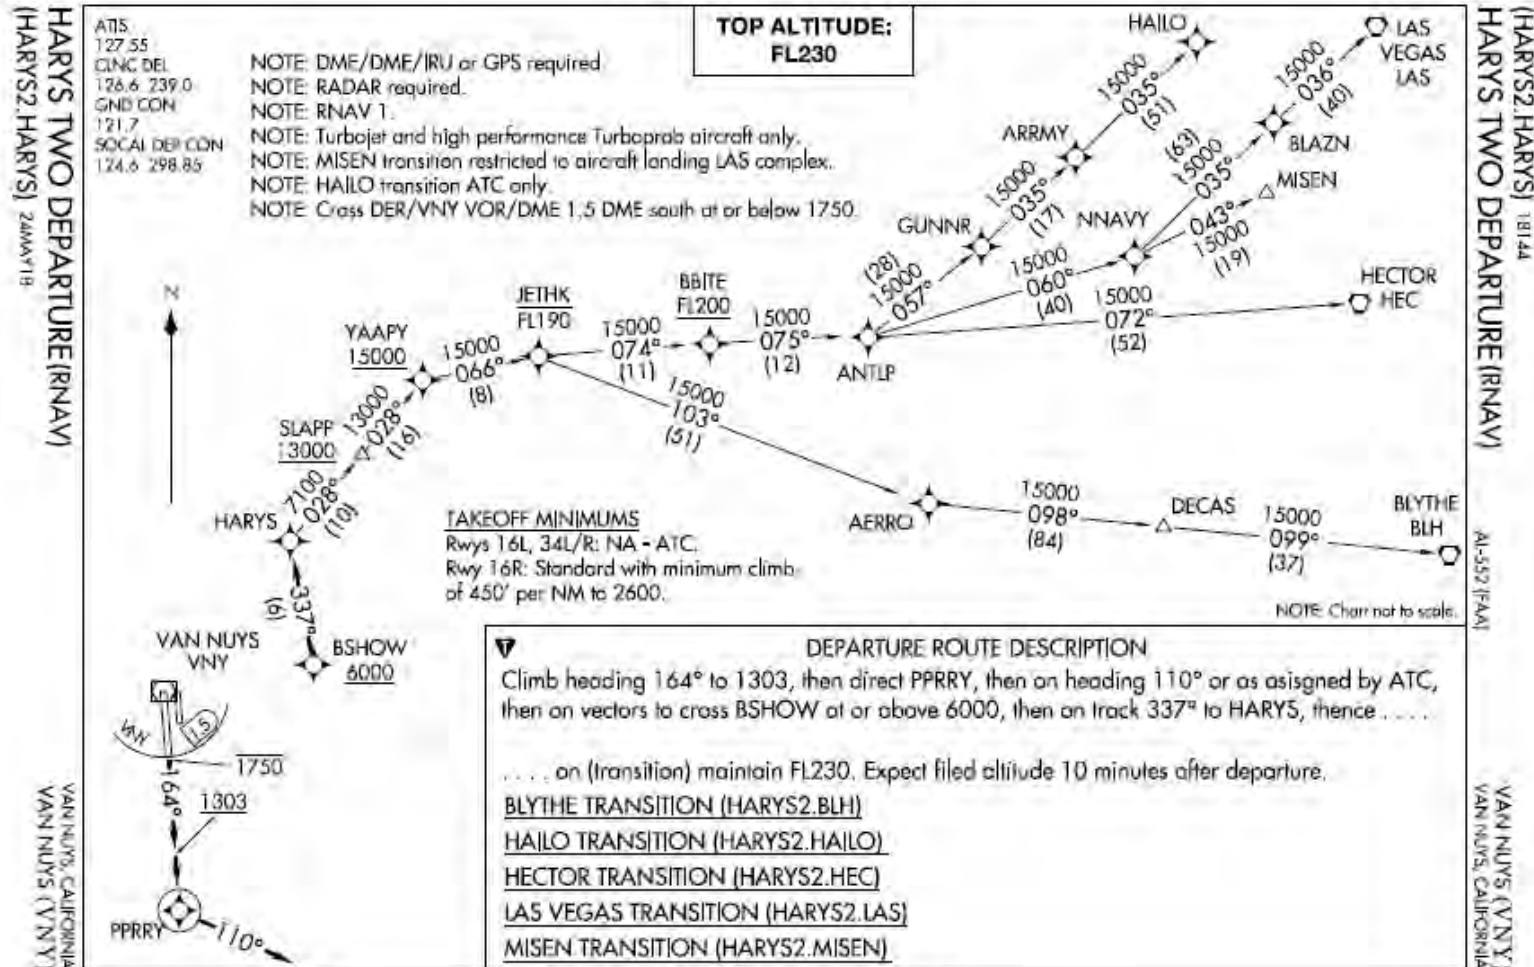 (HARYS2.HARYS) 24MAY18
HARYS TWO DEPARTURE (RNAV)
VAN NUYS, CALIFORNIA
VAN NUYS (VNY)
ATIS
127.55
CLNC DEL
126.6 239.0
GND CON
121.7
SOCAL DEP CON
124.6 298.85
NOTE: DME/DME/IRU or GPS required.
NOTE: RADAR required.
NOTE: RNAV 1.
NOTE: Turbojet and high performance Turboprop aircraft only.
NOTE: MISEN transition restricted to aircraft landing LAS complex.
NOTE: HAILO transition ATC only.
NOTE: Cross DER/VNY VOR/DME 1.5 DME south at or below 1750.
TOP ALTITUDE:
FL230
HAILO
15000
035°
(51)
ARRMY
15000
035°
(17)
GUNNR
(28)
15000
057°
LAS
VEGAS
LAS
15000
036°
(40)
BLAZN
(63)
15000
035°
MISEN
043°
15000
(19)
NNAVY
15000
060°
(40)
HECTOR
HEC
15000
072°
(52)
ANTLP
15000
075°
(12)
BBITE
FL200
15000
074°
(11)
JETHK
FL190
15000
066°
(8)
YAAPY
15000
13000
028°
(16)
SLAPP
13000
7100
028°
(10)
HARYS
337°
(6)
BSHOW
6000
15000
103°
(51)
AERRO
15000
098°
(84)
DECAS
15000
099°
(37)
BLYTHE
BLH
N
TAKEOFF MINIMUMS
Rwys 16L, 34L/R: NA - ATC.
Rwy 16R: Standard with minimum climb
of 450' per NM to 2600.
NOTE: Chart not to scale.
VAN NUYS
VNY
VAN
1.5
1750
164°
1303
PPRRY
110°
DEPARTURE ROUTE DESCRIPTION
Climb heading 164° to 1303, then direct PPRRY, then on heading 110° or as asisgned by ATC,
then on vectors to cross BSHOW at or above 6000, then on track 337° to HARYS, thence . . . .
. . . . on (transition) maintain FL230. Expect filed altitude 10 minutes after departure.
BLYTHE TRANSITION (HARYS2.BLH)
HAILO TRANSITION (HARYS2.HAILO)
HECTOR TRANSITION (HARYS2.HEC)
LAS VEGAS TRANSITION (HARYS2.LAS)
MISEN TRANSITION (HARYS2.MISEN)
(HARYS2.HARYS) 18144
HARYS TWO DEPARTURE (RNAV)
AL-552 (FAA)
VAN NUYS (VNY)
VAN NUYS, CALIFORNIA